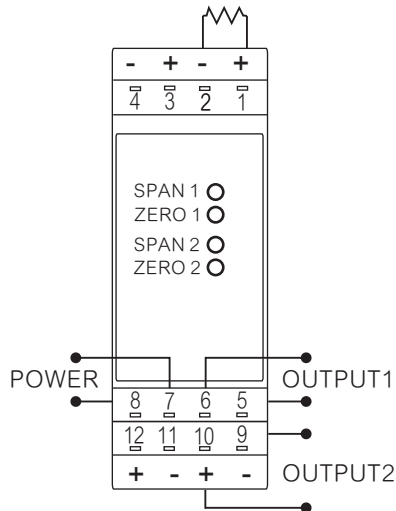 - + - +
4 3 2 1
SPAN 1
ZERO 1
SPAN 2
ZERO 2
POWER
OUTPUT1
8 7 6 5
12 11 10 9
+ - + -
OUTPUT2